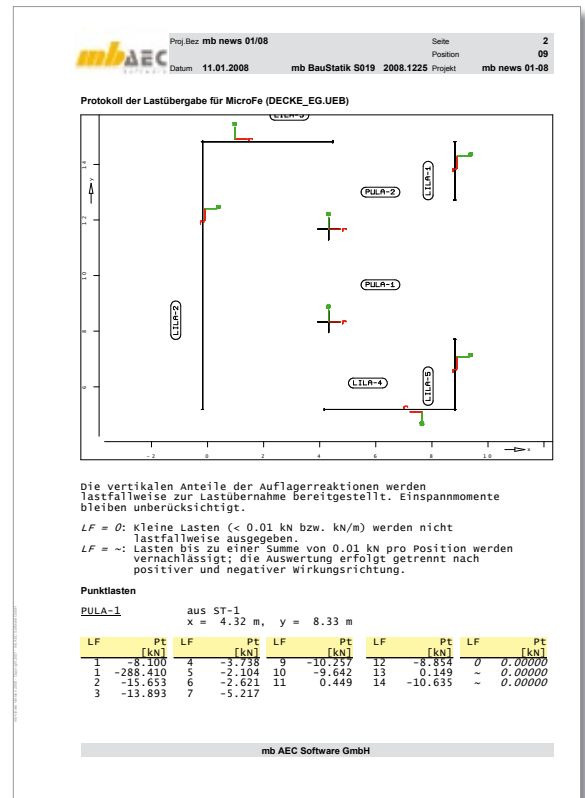 mb AEC
Software
Proj.Bez mb news 01/08 Seite 2
Position 09
Datum 11.01.2008 mb BauStatik S019 2008.1225 Projekt mb news 01-08
Protokoll der Lastübergabe für MicroFe (DECKE_EG.UEB)
LILA-3
14
y
LILA-1
PULA-2
12
10
PULA-1
LILA-2
8
LILA-5
LILA-4
6
-2 0 2 4 6 8 10 x
Die vertikalen Anteile der Auflagerreaktionen werden
lastfallweise zur Lastübernahme bereitgestellt. Einspannmomente
bleiben unberücksichtigt.
LF = 0: Kleine Lasten (< 0.01 kN bzw. kN/m) werden nicht
lastfallweise ausgegeben.
LF = ~: Lasten bis zu einer Summe von 0.01 kN pro Position werden
vernachlässigt; die Auswertung erfolgt getrennt nach
positiver und negativer Wirkungsrichtung.
Punktlasten
PULA-1 aus ST-1
x = 4.32 m, y = 8.33 m
LF Pt LF Pt LF Pt LF Pt LF Pt
[kN] [kN] [kN] [kN] [kN]
1 -8.100 4 -3.738 9 -10.257 12 -8.854 0 0.00000
1 -288.410 5 -2.104 10 -9.642 13 0.149 ~ 0.00000
2 -15.653 6 -2.621 11 0.449 14 -10.635 ~ 0.00000
3 -13.893 7 -5.217
mb AEC Software GmbH